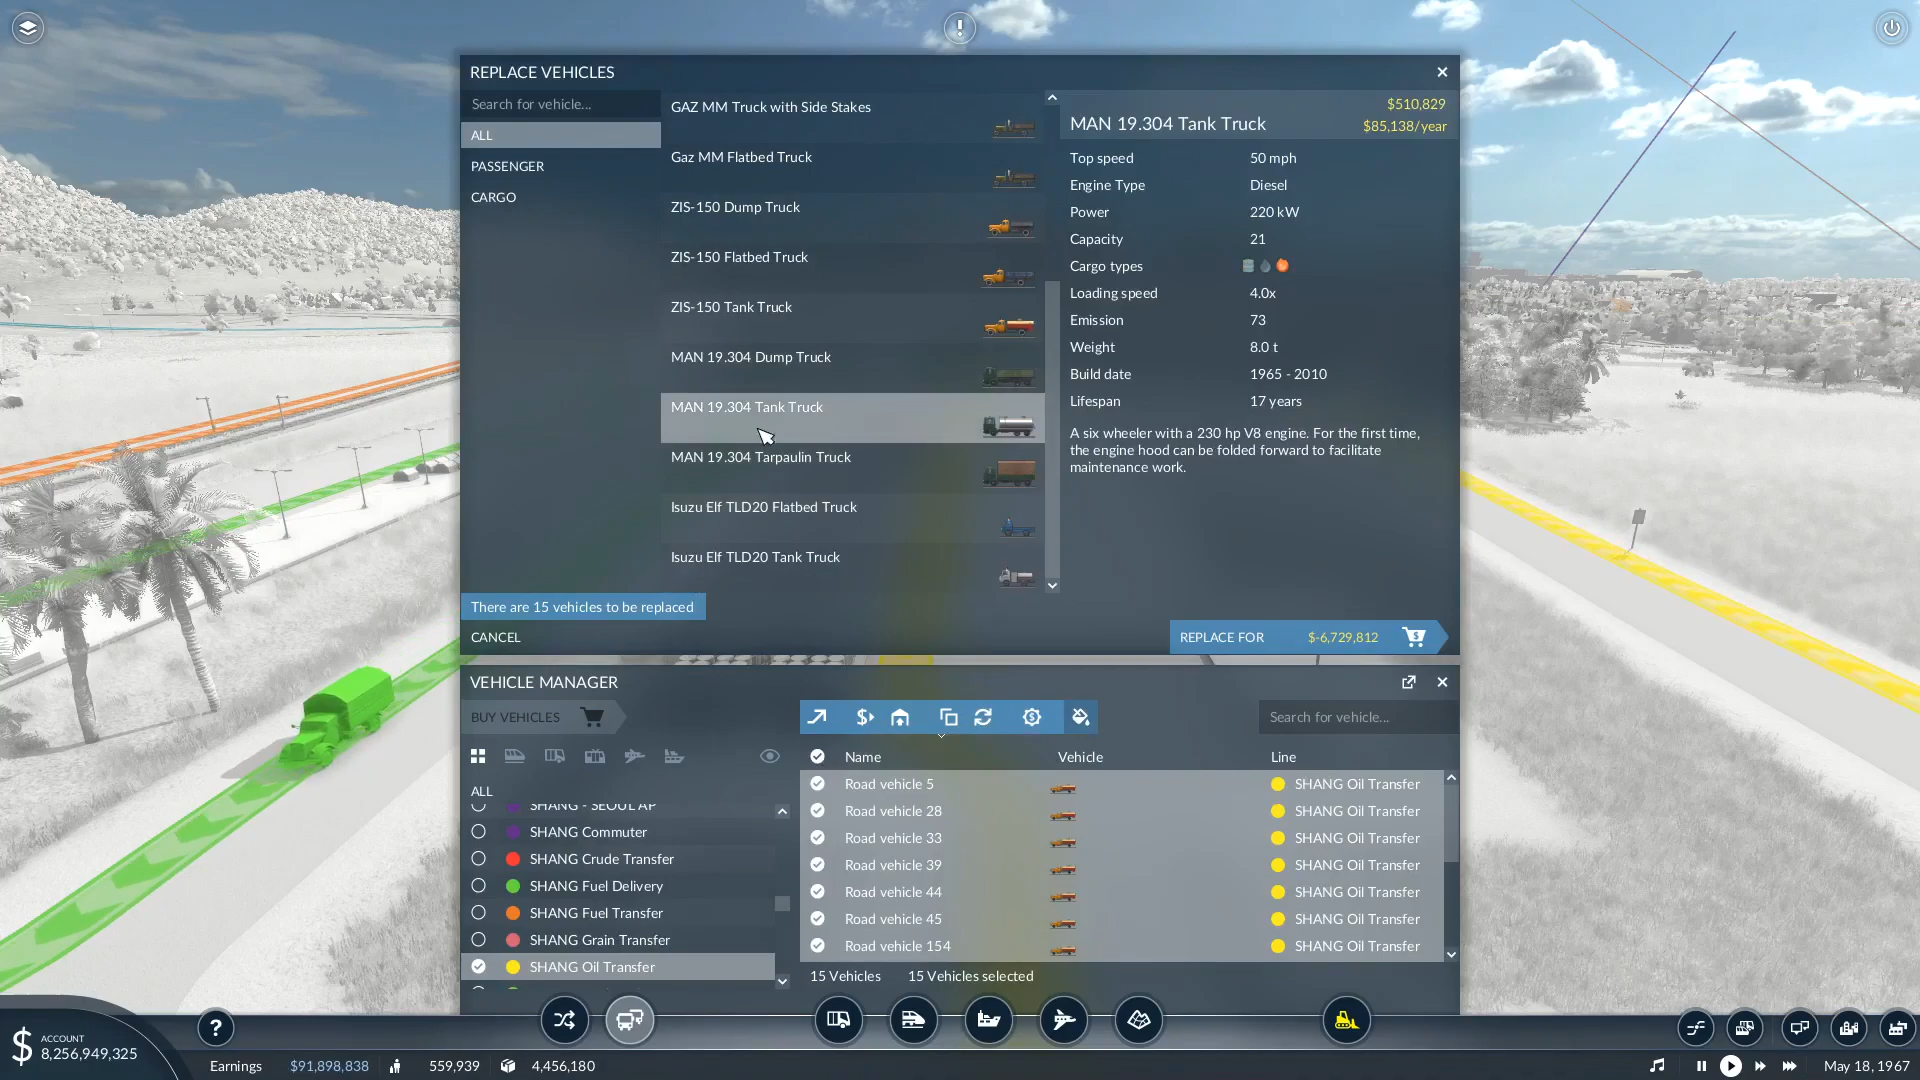 REPLACE VEHICLES
Search for vehicle...
ALL
PASSENGER
CARGO
GAZ MM Truck with Side Stakes
Gaz MM Flatbed Truck
ZIS-150 Dump Truck
ZIS-150 Flatbed Truck
ZIS-150 Tank Truck
MAN 19.304 Dump Truck
MAN 19.304 Tank Truck
MAN 19.304 Tarpaulin Truck
Isuzu Elf TLD20 Flatbed Truck
Isuzu Elf TLD20 Tank Truck
$510,829
MAN 19.304 Tank Truck
$85,138/year
Top speed 50 mph
Engine Type Diesel
Power 220 kW
Capacity 21
Cargo types
Loading speed 4.0x
Emission 73
Weight 8.0 t
Build date 1965 - 2010
Lifespan 17 years
A six wheeler with a 230 hp V8 engine. For the first time,
the engine hood can be folded forward to facilitate
maintenance work.
There are 15 vehicles to be replaced
CANCEL
REPLACE FOR $-6,729,812
VEHICLE MANAGER
BUY VEHICLES
Search for vehicle...
ALL
SHANG - SEOUL AP
SHANG Commuter
SHANG Crude Transfer
SHANG Fuel Delivery
SHANG Fuel Transfer
SHANG Grain Transfer
SHANG Oil Transfer
Name Vehicle Line
Road vehicle 5 SHANG Oil Transfer
Road vehicle 28 SHANG Oil Transfer
Road vehicle 33 SHANG Oil Transfer
Road vehicle 39 SHANG Oil Transfer
Road vehicle 44 SHANG Oil Transfer
Road vehicle 45 SHANG Oil Transfer
Road vehicle 154 SHANG Oil Transfer
15 Vehicles 15 Vehicles selected
$ ACCOUNT
8,256,949,325
?
Earnings $91,898,838 559,939 4,456,180
May 18, 1967